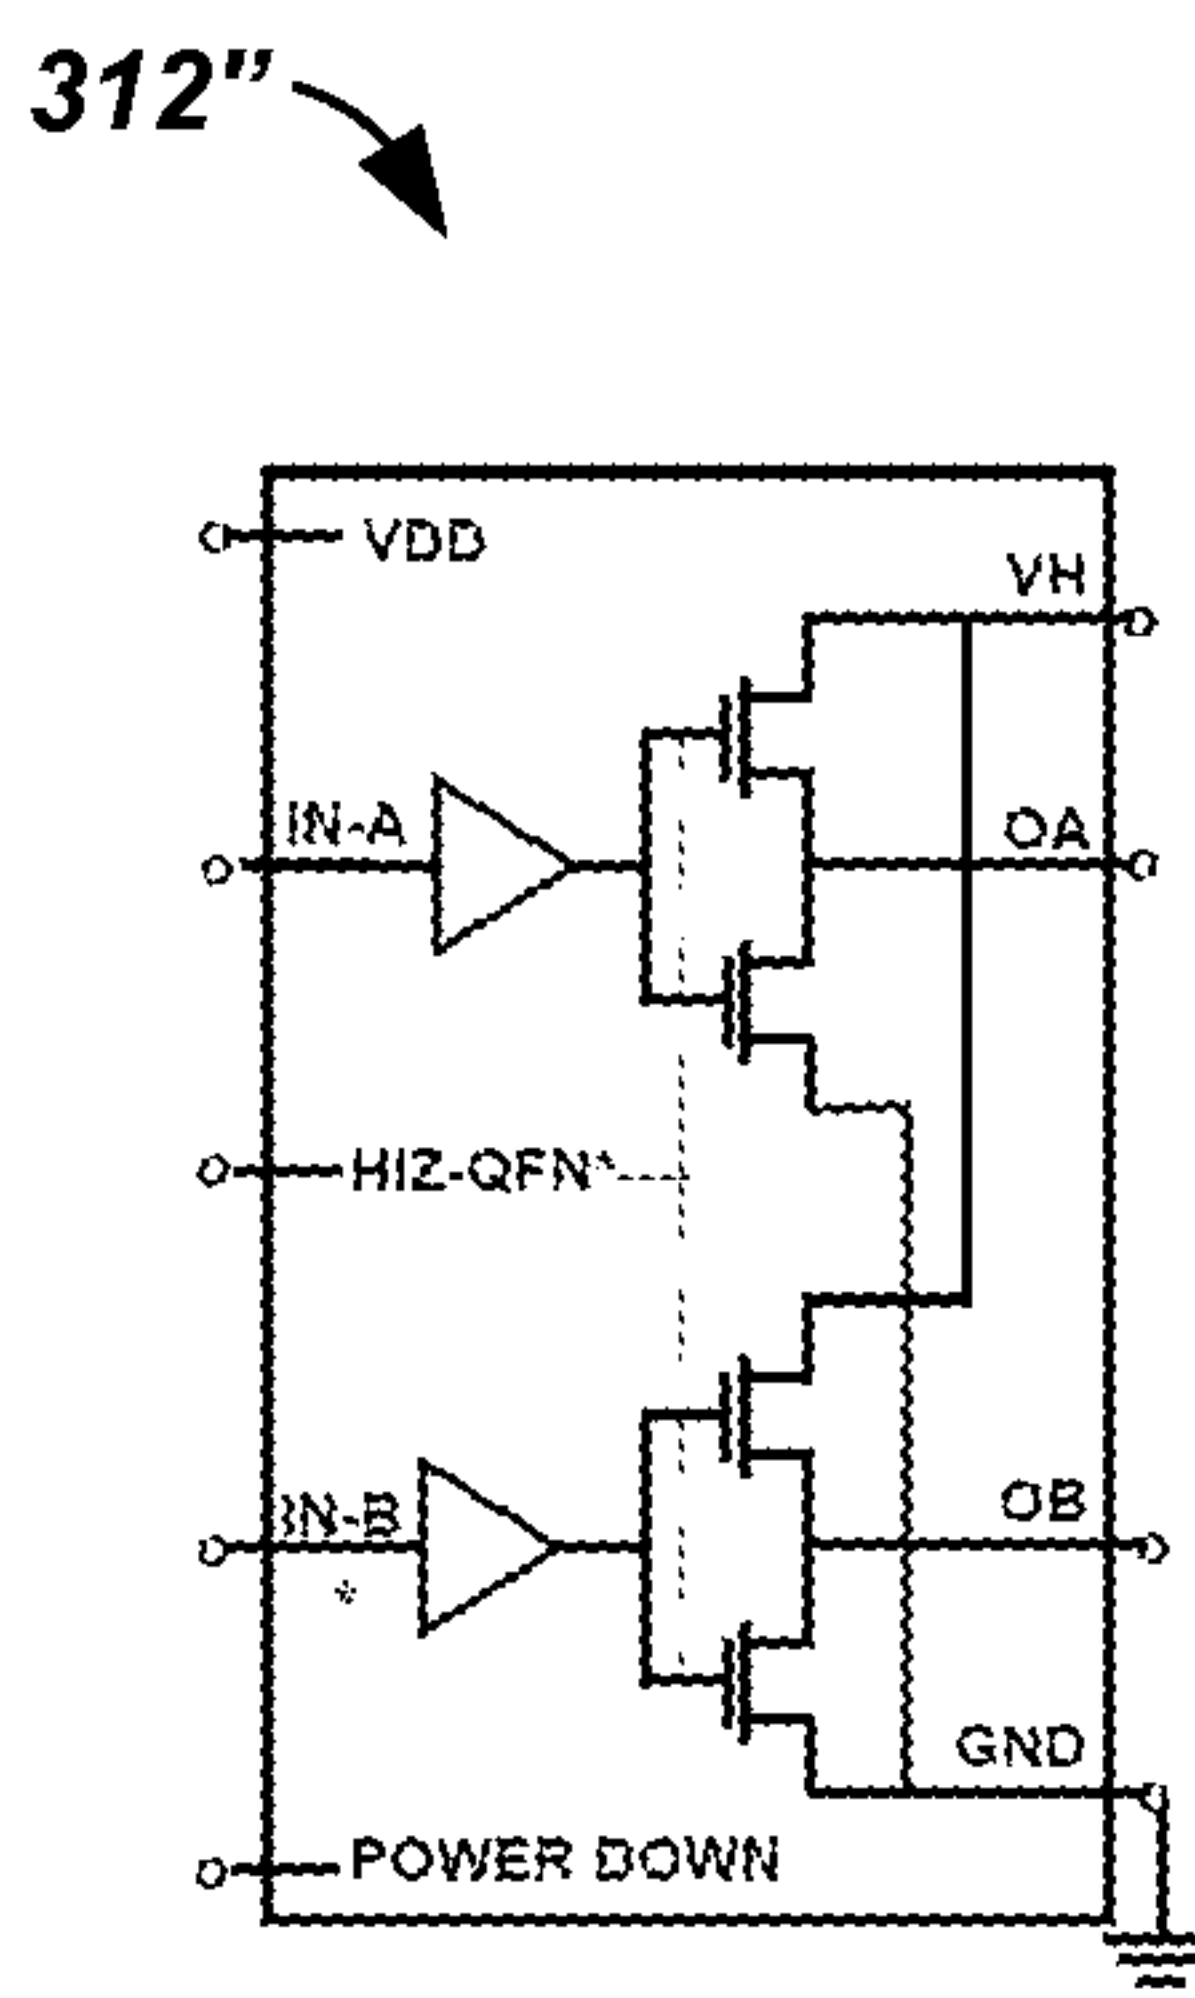 312"
VDD
VH
IN-A
OA
HIZ-QFN*
IN-B
OB
*
GND
POWER DOWN